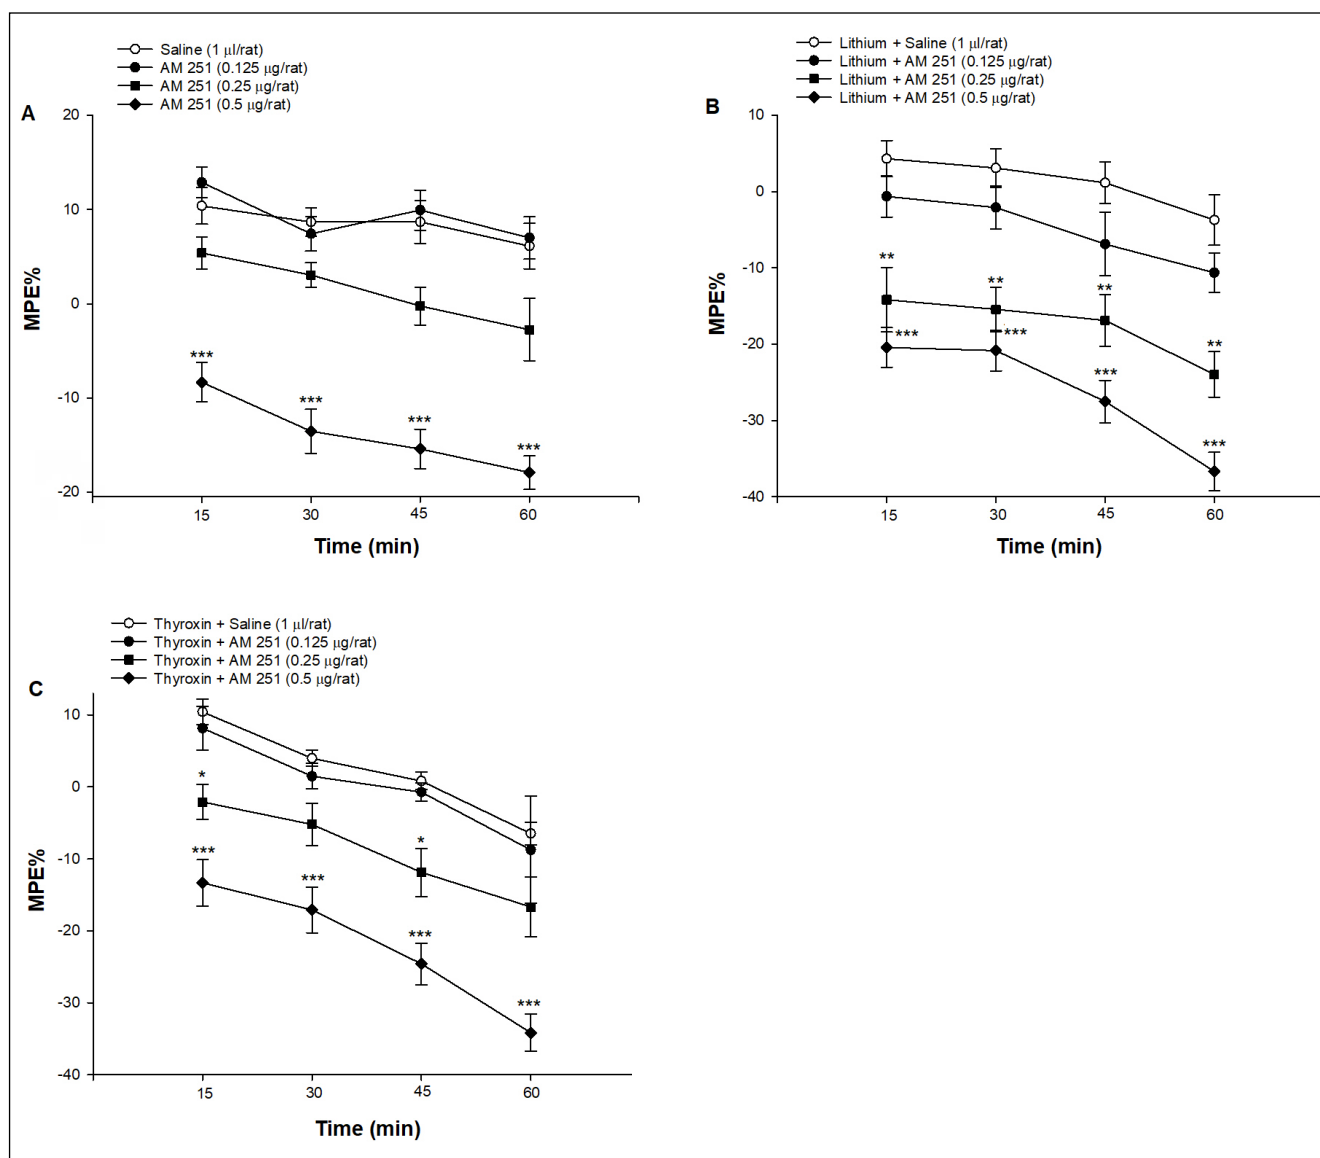 Saline (1 μl/rat)
AM 251 (0.125 μg/rat)
AM 251 (0.25 μg/rat)
AM 251 (0.5 μg/rat)
A
20
10
0
-10
-20
MPE%
***
***
***
***
15 30 45 60
Time (min)
Lithium + Saline (1 μl/rat)
Lithium + AM 251 (0.125 μg/rat)
Lithium + AM 251 (0.25 μg/rat)
Lithium + AM 251 (0.5 μg/rat)
B
10
0
-10
-20
-30
-40
MPE%
**
**
**
**
***
***
***
***
15 30 45 60
Time (min)
Thyroxin + Saline (1 μl/rat)
Thyroxin + AM 251 (0.125 μg/rat)
Thyroxin + AM 251 (0.25 μg/rat)
Thyroxin + AM 251 (0.5 μg/rat)
C
10
0
-10
-20
-30
-40
MPE%
*
*
***
***
***
***
15 30 45 60
Time (min)